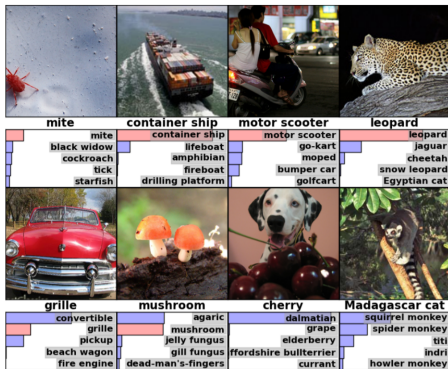 mite
container ship
motor scooter
leopard
mite
black widow
cockroach
tick
starfish
container ship
lifeboat
amphibian
fireboat
drilling platform
motor scooter
go-kart
moped
bumper car
golfcart
leopard
jaguar
cheetah
snow leopard
Egyptian cat
grille
mushroom
cherry
Madagascar cat
convertible
grille
pickup
beach wagon
fire engine
agaric
mushroom
jelly fungus
gill fungus
dead-man's-fingers
dalmatian
grape
elderberry
ffordshire bullterrier
currant
squirrel monkey
spider monkey
titi
indri
howler monkey